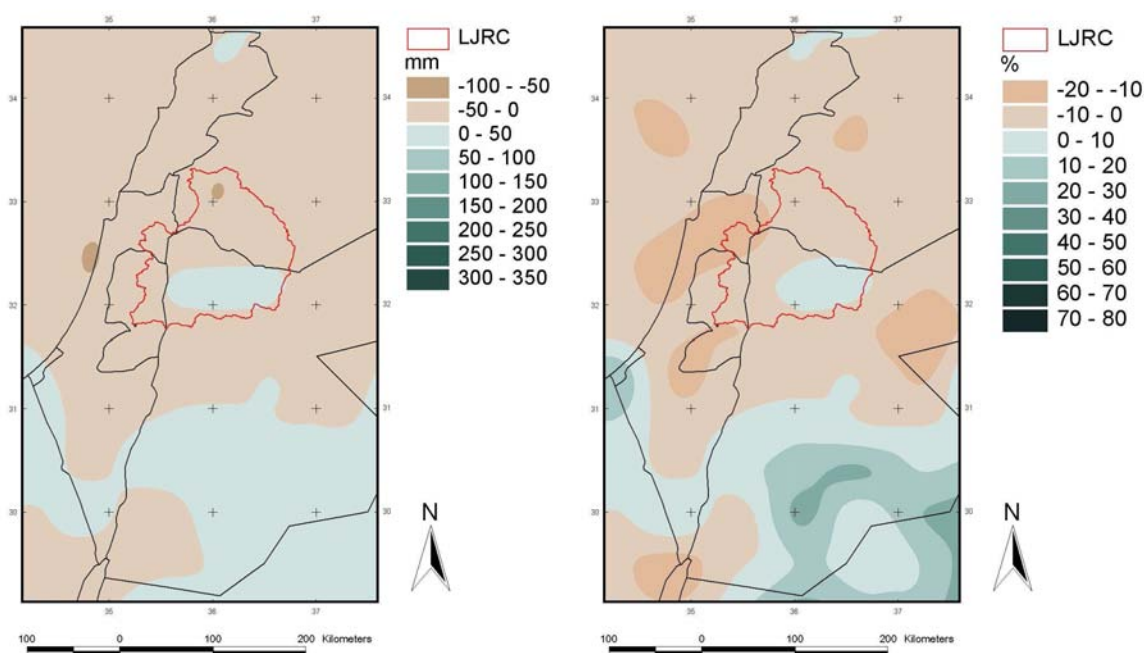 35 36 37
LJRC
mm
-100 - -50
-50 - 0
0 - 50
50 - 100
100 - 150
150 - 200
200 - 250
250 - 300
300 - 350
34 34
33 33
32 32
31 31
30 30
N
35 36 37
100 0 100 200 Kilometers
35 36 37
LJRC
%
-20 - -10
-10 - 0
0 - 10
10 - 20
20 - 30
30 - 40
40 - 50
50 - 60
60 - 70
70 - 80
34 34
33 33
32 32
31 31
30 30
N
35 36 37
100 0 100 200 Kilometers